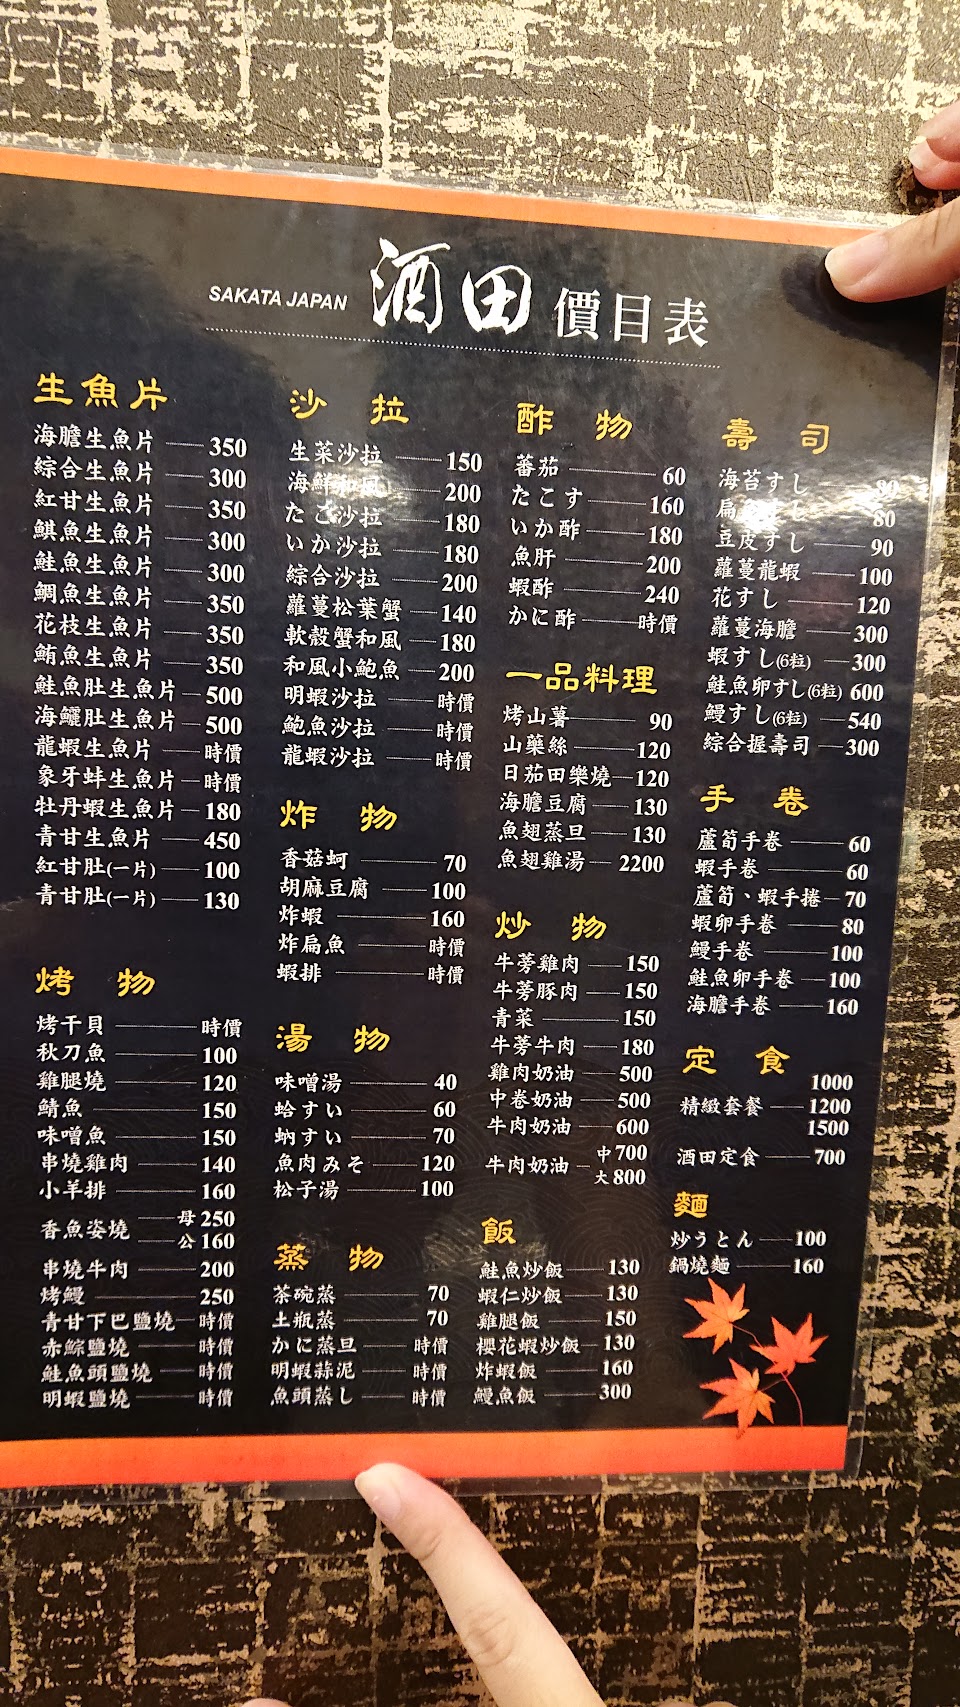 SAKATA JAPAN 酒田 價目表
生魚片
海膽生魚片 350
綜合生魚片 300
紅甘生魚片 350
鯕魚生魚片 300
鮭魚生魚片 300
鯛魚生魚片 350
花枝生魚片 350
鮪魚生魚片 350
鮭魚肚生魚片 500
海鱺肚生魚片 500
龍蝦生魚片 時價
象牙蚌生魚片 時價
牡丹蝦生魚片 180
青甘生魚片 450
紅甘肚(一片) 100
青甘肚(一片) 130
烤物
烤干貝 時價
秋刀魚 100
雞腿燒 120
鯖魚 150
味噌魚 150
串燒雞肉 140
小羊排 160
香魚姿燒 母250
公160
串燒牛肉 200
烤鰻 250
青甘下巴鹽燒 時價
赤鯮鹽燒 時價
鮭魚頭鹽燒 時價
明蝦鹽燒 時價
沙拉
生菜沙拉 150
海鮮和風 200
たこ沙拉 180
いか沙拉 180
綜合沙拉 200
蘿蔓松葉蟹 140
軟殼蟹和風 180
和風小鮑魚 200
明蝦沙拉 時價
鮑魚沙拉 時價
龍蝦沙拉 時價
炸物
香菇蚵 70
胡麻豆腐 100
炸蝦 160
炸扁魚 時價
蝦排 時價
湯物
味噌湯 40
蛤すい 60
蚋すい 70
魚肉みそ 120
松子湯 100
蒸物
茶碗蒸 70
土瓶蒸 70
かに蒸旦 時價
明蝦蒜泥 時價
魚頭蒸し 時價
酢物
蕃茄 60
たこす 160
いか酢 180
魚肝 200
蝦酢 240
かに酢 時價
一品料理
烤山薯 90
山藥絲 120
日茄田樂燒 120
海膽豆腐 130
魚翅蒸旦 130
魚翅雞湯 2200
炒物
牛蒡雞肉 150
牛蒡豚肉 150
青菜 150
牛蒡牛肉 180
雞肉奶油 500
中卷奶油 500
牛肉奶油 600
牛肉奶油 中700
大800
飯
鮭魚炒飯 130
蝦仁炒飯 130
雞腿飯 150
櫻花蝦炒飯 130
炸蝦飯 160
鰻魚飯 300
壽司
海苔すし 80
すし 80
豆皮すし 90
蘿蔓龍蝦 100
花すし 120
蘿蔓海膽 300
蝦すし(6粒) 300
鮭魚卵すし(6粒) 600
鰻すし(6粒) 540
綜合握壽司 300
手卷
蘆筍手卷 60
蝦手卷 60
蘆筍、蝦手捲 70
蝦卵手卷 80
鰻手卷 100
鮭魚卵手卷 100
海膽手卷 160
定食
1000
精緻套餐 1200
1500
酒田定食 700
麵
炒うとん 100
鍋燒麵 160